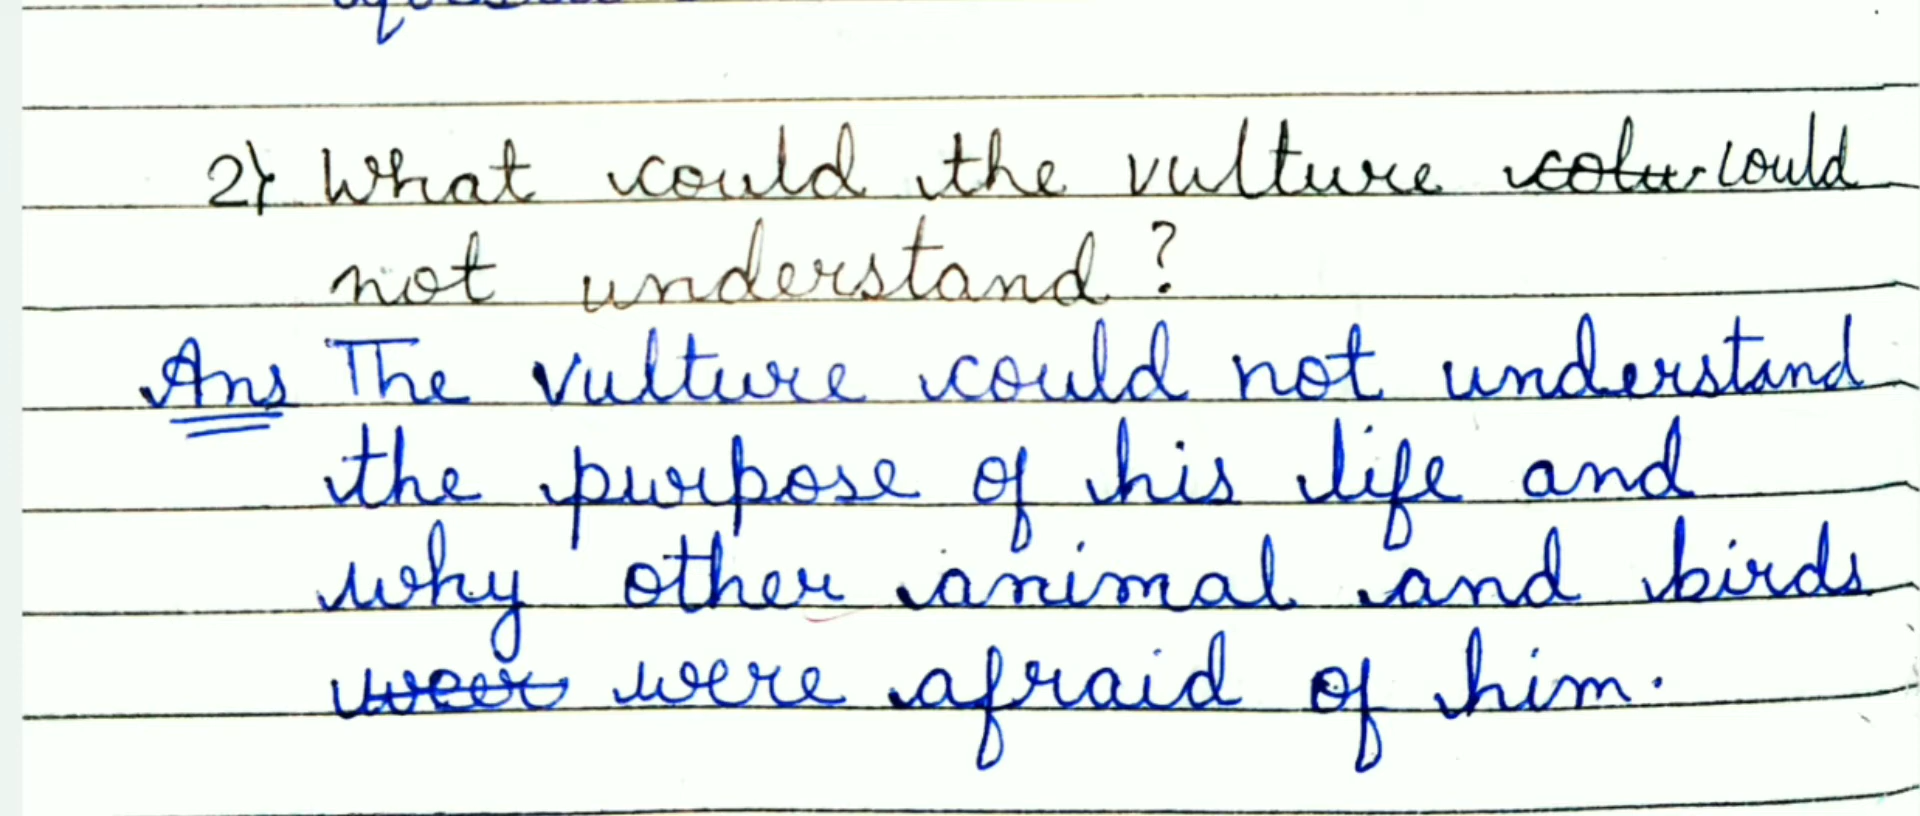 2) What could the vulture could
not understand ?
Ans The vulture could not understand
the purpose of his life and
why other animal and birds
were afraid of him.